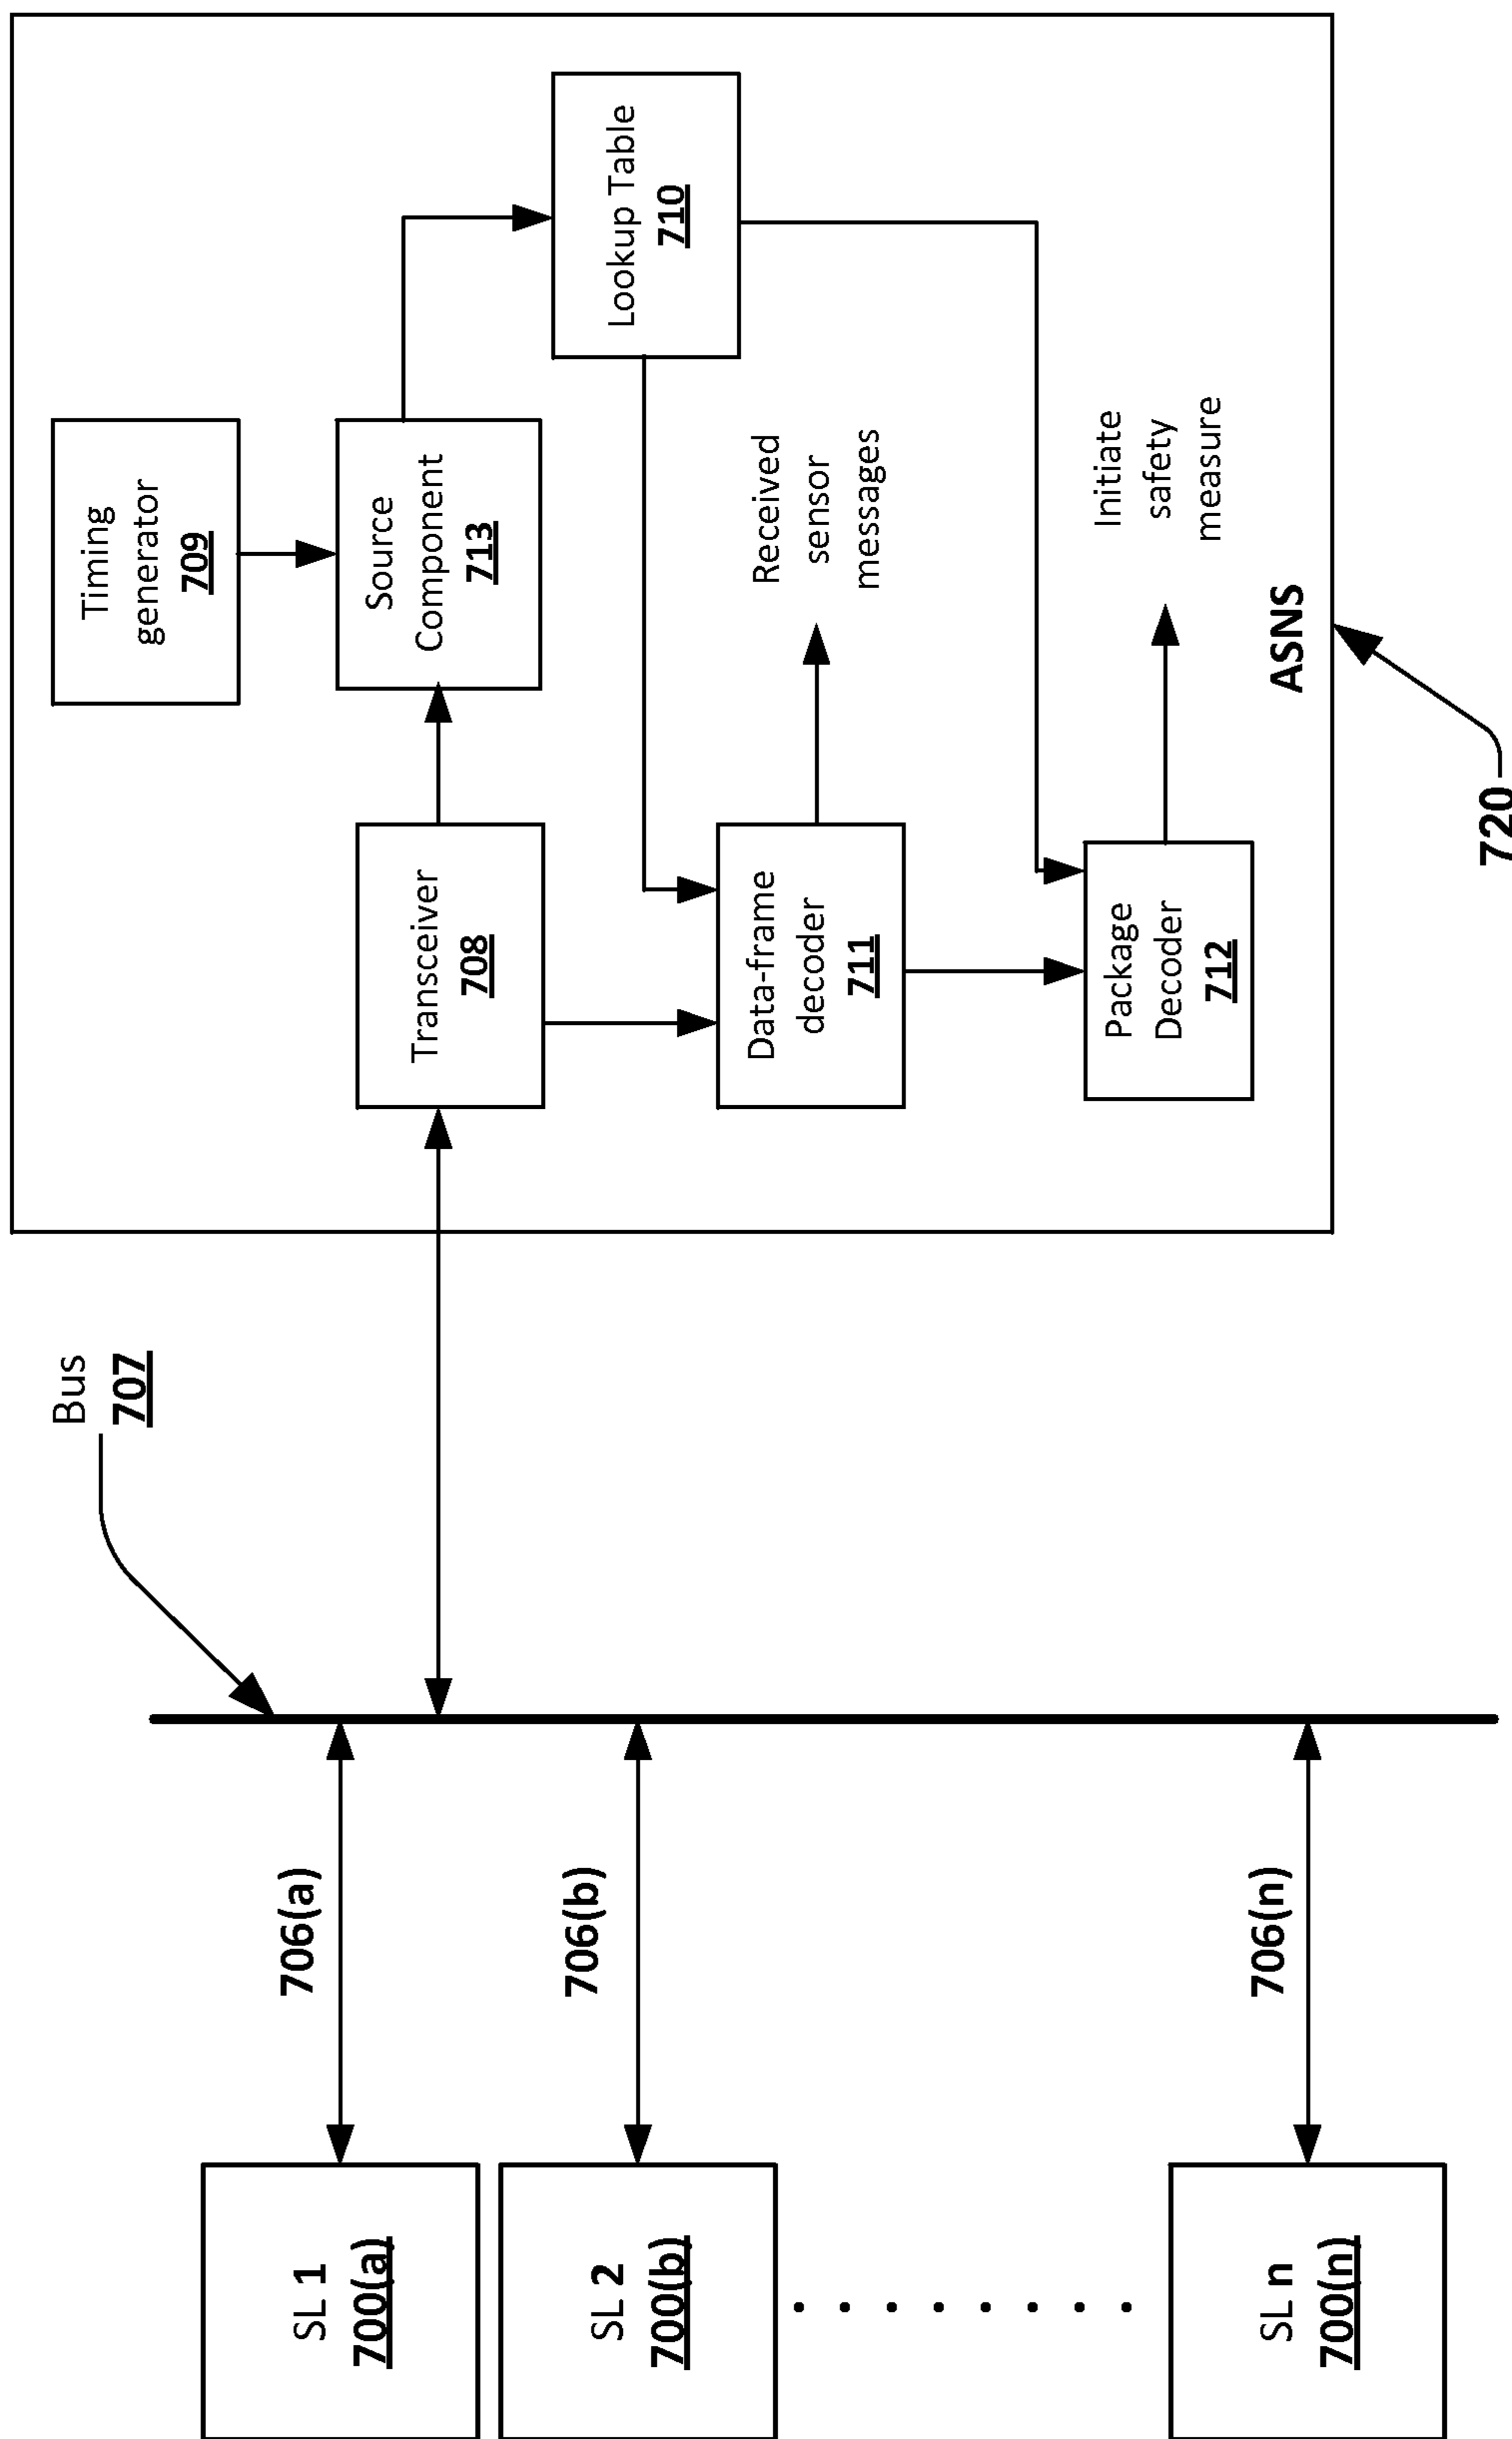 SL 1
700(a)
SL 2
700(b)
SL n
700(n)
706(a)
706(b)
706(n)
Bus
707
Timing
generator
709
Transceiver
708
Source
Component
713
Lookup Table
710
Data-frame
decoder
711
Received
sensor
messages
Package
Decoder
712
Initiate
safety
measure
ASNS
720